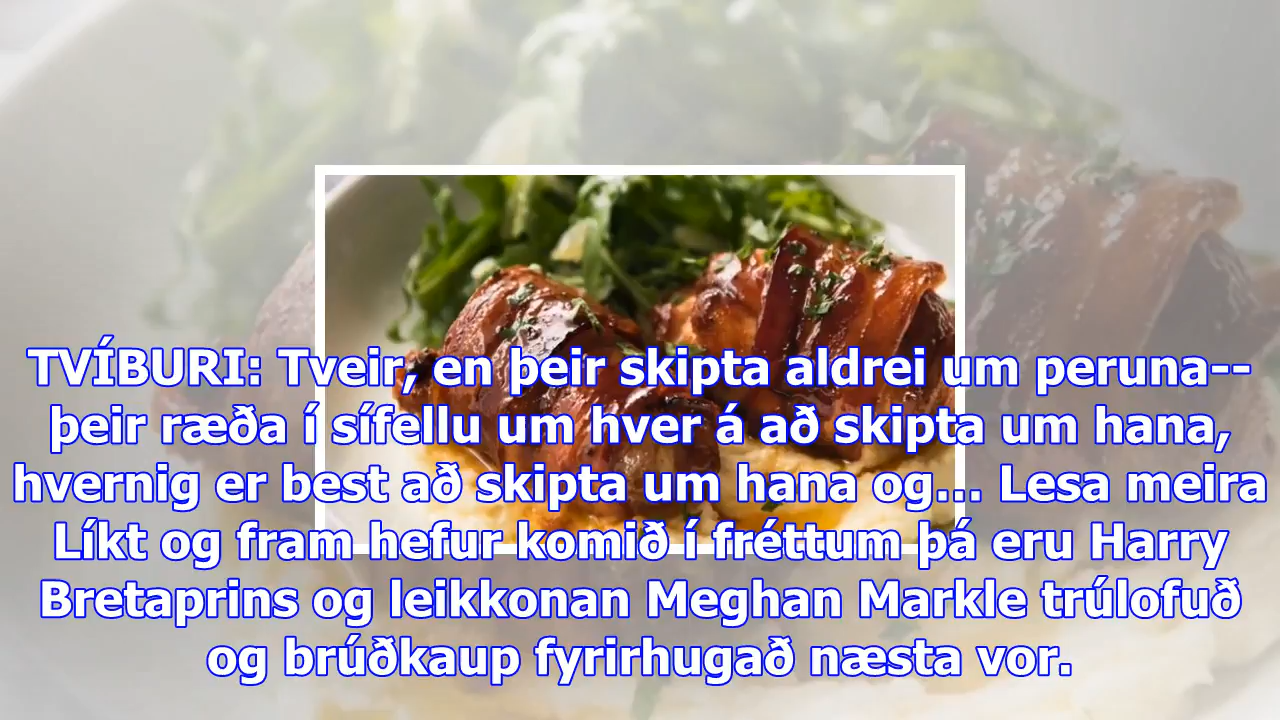 TVÍBURI: Tveir, en þeir skipta aldrei um peruna--
þeir ræða í sífellu um hver á að skipta um hana,
hvernig er best að skipta um hana og... Lesa meira
Líkt og fram hefur komið í fréttum þá eru Harry
Bretaprins og leikkonan Meghan Markle trúlofuð
og brúðkaup fyrirhugað næsta vor.